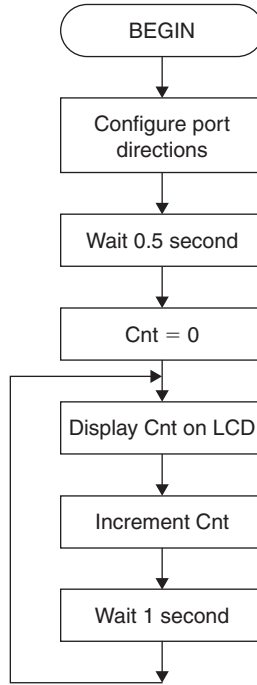 BEGIN
Configure port
directions
Wait 0.5 second
Cnt = 0
Display Cnt on LCD
Increment Cnt
Wait 1 second